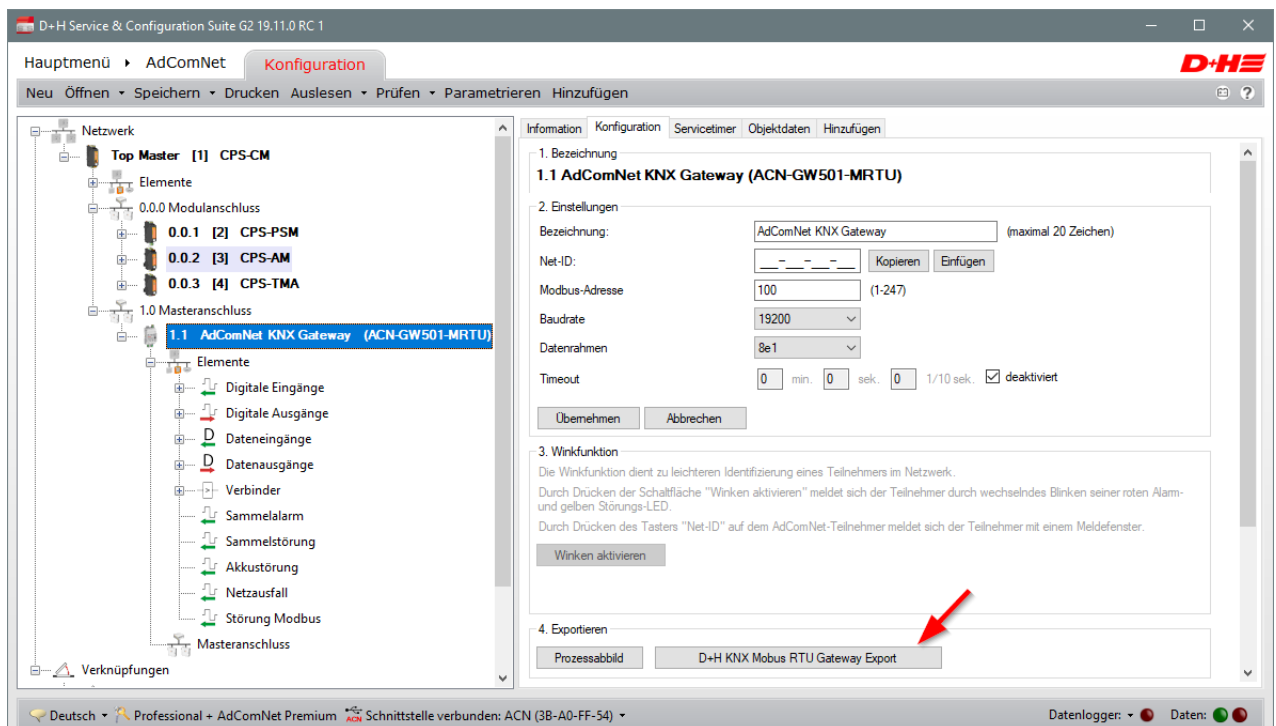 D+H Service & Configuration Suite G2 19.11.0 RC 1
Hauptmenü AdComNet Konfiguration
D+H
Neu Öffnen Speichern Drucken Auslesen Prüfen Parametrieren Hinzufügen ?
Netzwerk
Top Master [1] CPS-CM
Elemente
0.0.0 Modulanschluss
0.0.1 [2] CPS-PSM
0.0.2 [3] CPS-AM
0.0.3 [4] CPS-TMA
1.0 Masteranschluss
1.1 AdComNet KNX Gateway (ACN-GW501-MRTU)
Elemente
Digitale Eingänge
Digitale Ausgänge
D Dateneingänge
D Datenausgänge
Verbinder
Sammelalarm
Sammelstörung
Akkustörung
Netzausfall
Störung Modbus
Masteranschluss
Verknüpfungen
Information Konfiguration Servicetimer Objektdaten Hinzufügen
1. Bezeichnung
1.1 AdComNet KNX Gateway (ACN-GW501-MRTU)
2. Einstellungen
Bezeichnung: AdComNet KNX Gateway (maximal 20 Zeichen)
Net-ID: __-__-__-__ Kopieren Einfügen
Modbus-Adresse 100 (1-247)
Baudrate 19200
Datenrahmen 8e1
Timeout 0 min. 0 sek. 0 1/10 sek. deaktiviert
Übernehmen Abbrechen
3. Winkfunktion
Die Winkfunktion dient zu leichteren Identifizierung eines Teilnehmers im Netzwerk.
Durch Drücken der Schaltfläche "Winken aktivieren" meldet sich der Teilnehmer durch wechselndes Blinken seiner roten Alarm-
und gelben Störungs-LED.
Durch Drücken des Tasters "Net-ID" auf dem AdComNet-Teilnehmer meldet sich der Teilnehmer mit einem Meldefenster.
Winken aktivieren
4. Exportieren
Prozessabbild D+H KNX Mobus RTU Gateway Export
Deutsch Professional + AdComNet Premium ACN Schnittstelle verbunden: ACN (3B-A0-FF-54) Datenlogger: Daten: